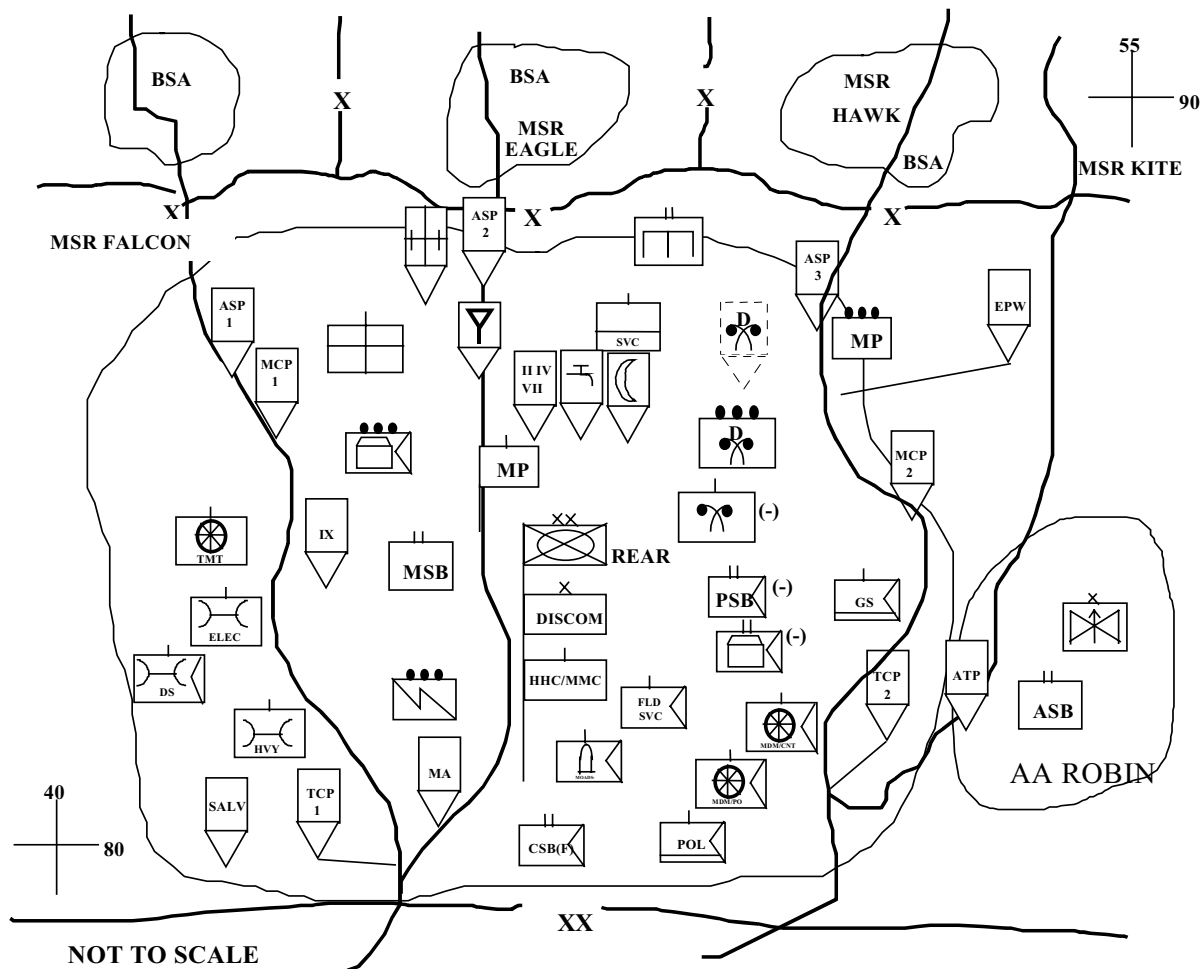 55
90
BSA
BSA
MSR
EAGLE
MSR
HAWK
BSA
MSR KITE
X
X
X
X
X
MSR FALCON
ASP
2
ASP
3
EPW
ASP
1
MCP
1
SVC
D
MP
II IV
VII
D
MCP
2
MP
(-)
IX
TMT
MSB
XX
REAR
X
DISCOM
PSB
(-)
GS
X
ELEC
(-)
DS
HHC/MMC
FLD
SVC
TCP
2
ATP
ASB
HVY
MDM/CNT
MOADS
MDM/PO
AA ROBIN
MA
SALV
TCP
1
40
80
CSB(F)
POL
XX
NOT TO SCALE